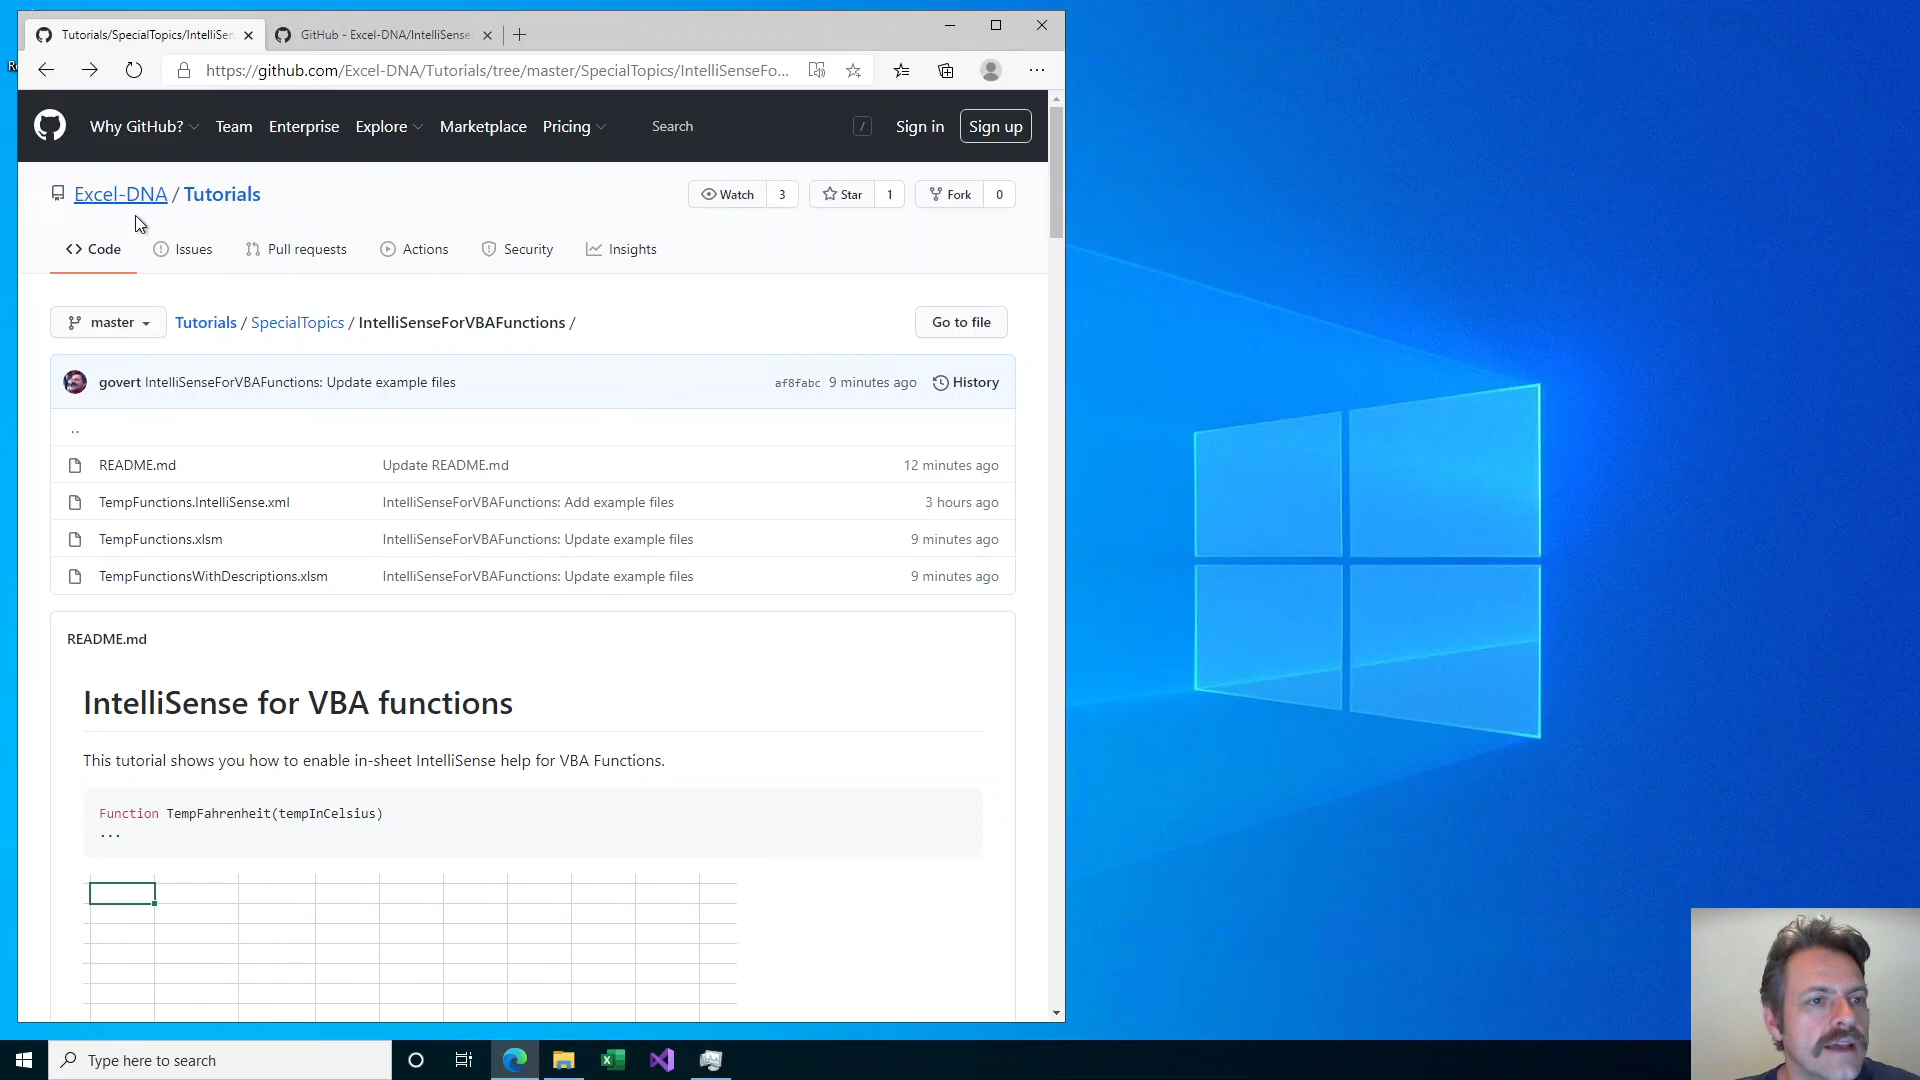 Tutorials/SpecialTopics/IntelliSen
GitHub - Excel-DNA/IntelliSense:
https://github.com/Excel-DNA/Tutorials/tree/master/SpecialTopics/IntelliSenseFo...
Why GitHub? Team Enterprise Explore Marketplace Pricing Search / Sign in Sign up
Excel-DNA / Tutorials Watch 3 Star 1 Fork 0
Code Issues Pull requests Actions Security Insights
master Tutorials / SpecialTopics / IntelliSenseForVBAFunctions / Go to file
govert IntelliSenseForVBAFunctions: Update example files af8fabc 9 minutes ago History
..
README.md Update README.md 12 minutes ago
TempFunctions.IntelliSense.xml IntelliSenseForVBAFunctions: Add example files 3 hours ago
TempFunctions.xlsm IntelliSenseForVBAFunctions: Update example files 9 minutes ago
TempFunctionsWithDescriptions.xlsm IntelliSenseForVBAFunctions: Update example files 9 minutes ago
README.md
IntelliSense for VBA functions
This tutorial shows you how to enable in-sheet IntelliSense help for VBA Functions.
Function TempFahrenheit(tempInCelsius)
...
Type here to search